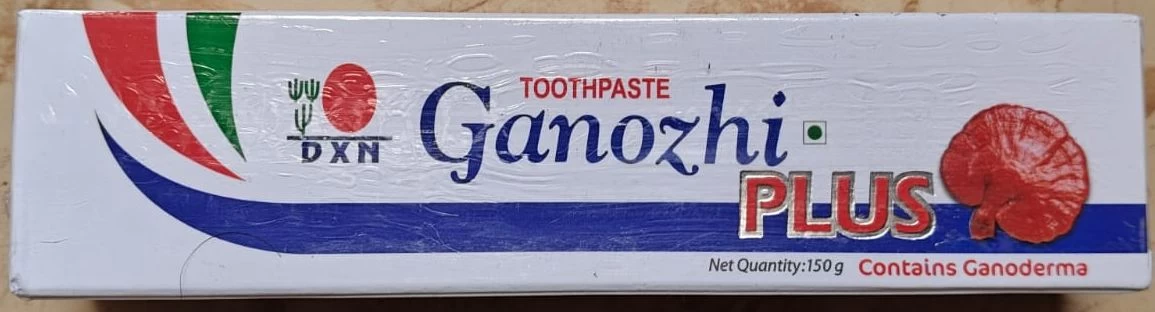 TOOTHPASTE
DXN
Ganozhi
PLUS
Net Quantity:150 g Contains Ganoderma